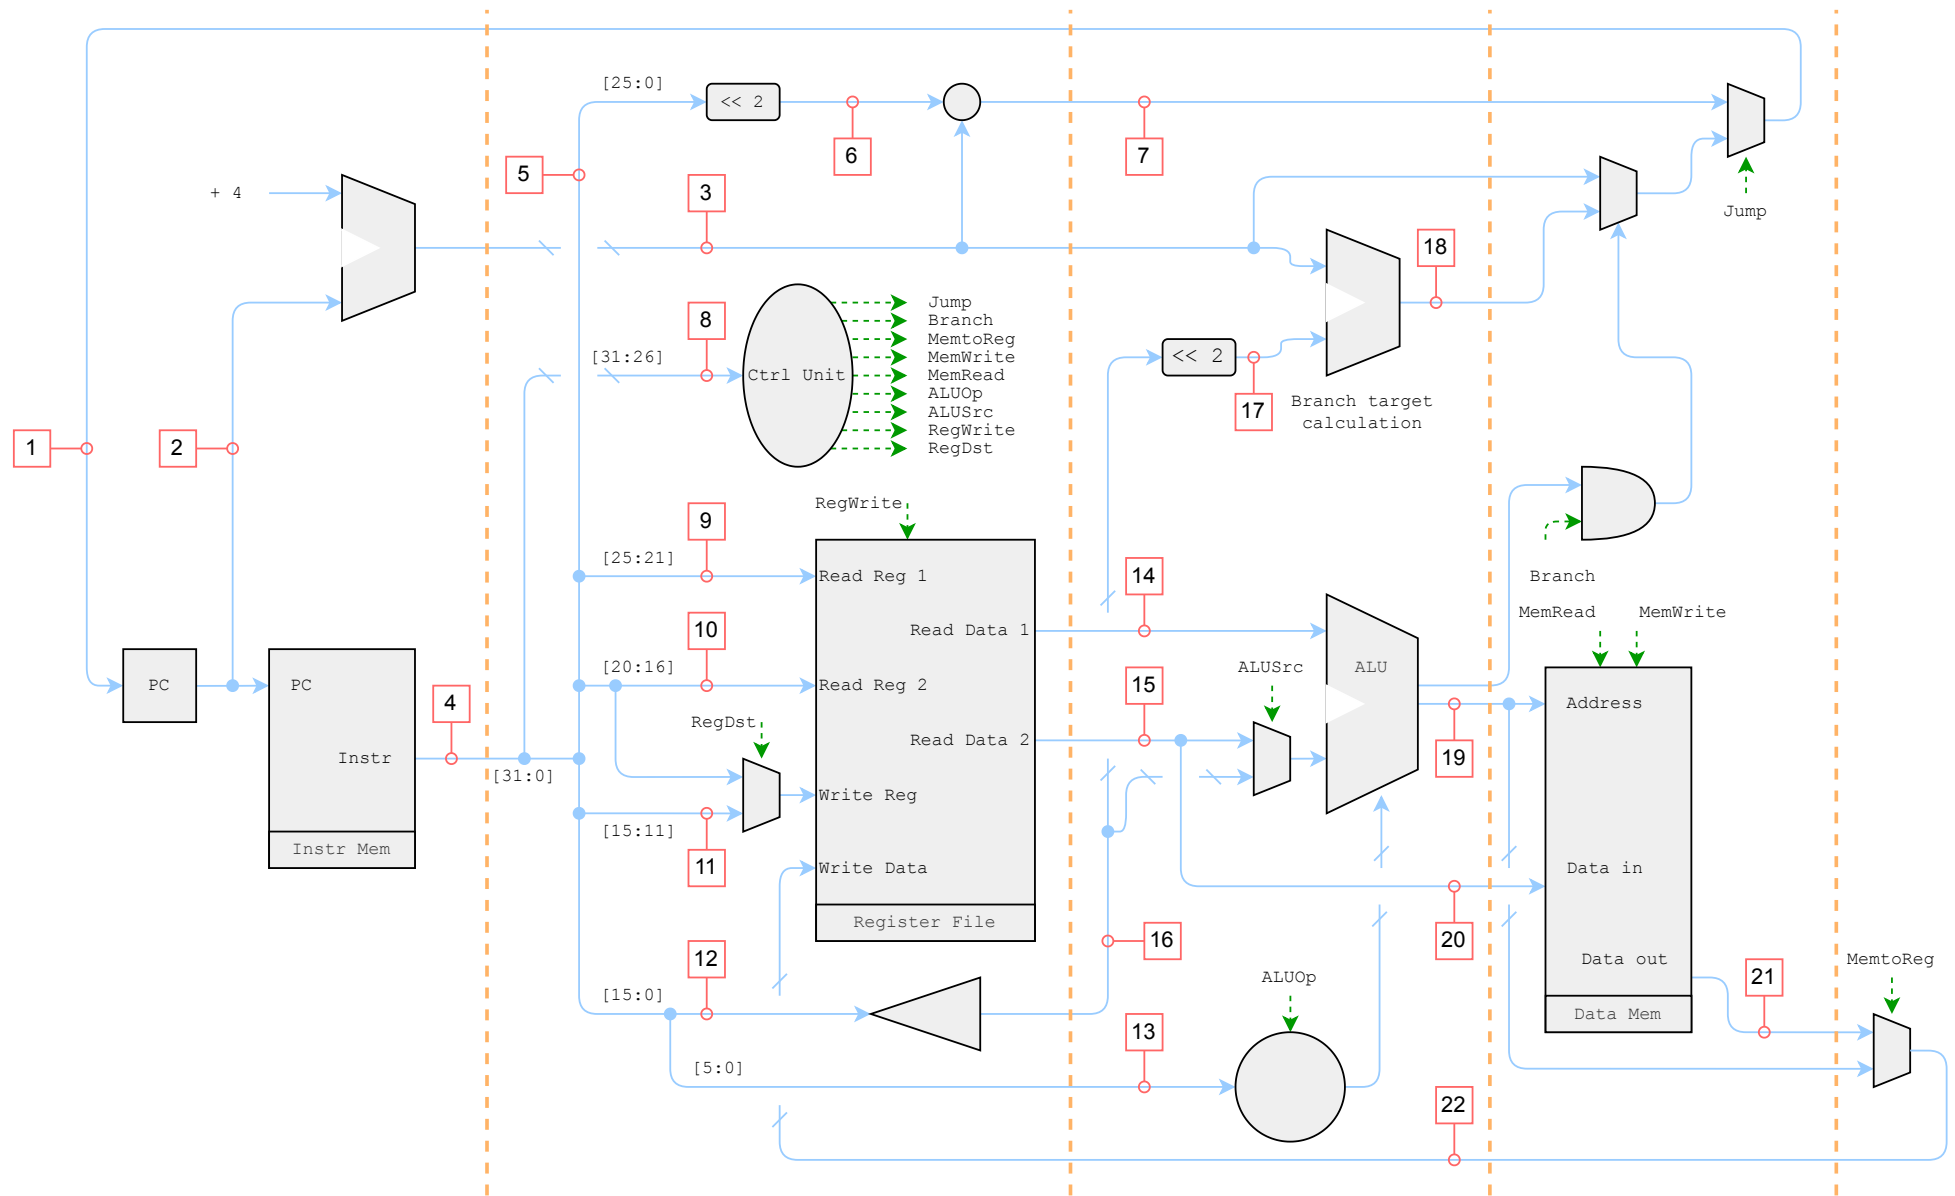 [25:0]
<< 2
6
7
5
3
+ 4
Jump
18
8
[31:26]
Ctrl Unit
Jump
Branch
MemtoReg
MemWrite
MemRead
ALUOp
ALUSrc
RegWrite
RegDst
<< 2
17
Branch target
calculation
1
2
RegWrite
9
[25:21]
Read Reg 1
14
Branch
10
Read Data 1
MemRead
MemWrite
[20:16]
Read Reg 2
15
ALUSrc
ALU
PC
PC
4
RegDst
Read Data 2
Address
Instr
[31:0]
19
Write Reg
[15:11]
Instr Mem
11
Write Data
Data in
Register File
16
20
12
Data out
MemtoReg
ALUOp
21
[15:0]
Data Mem
13
[5:0]
22